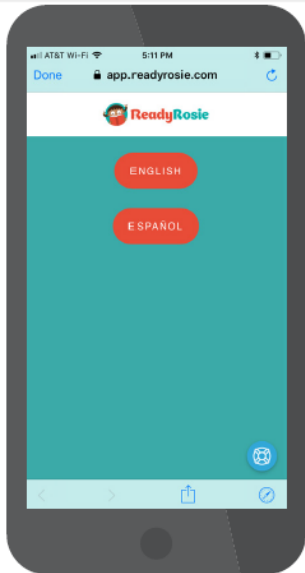 AT&T Wi-Fi 5:11 PM
Done app.readyrosie.com
ReadyRosie
ENGLISH
ESPAÑOL